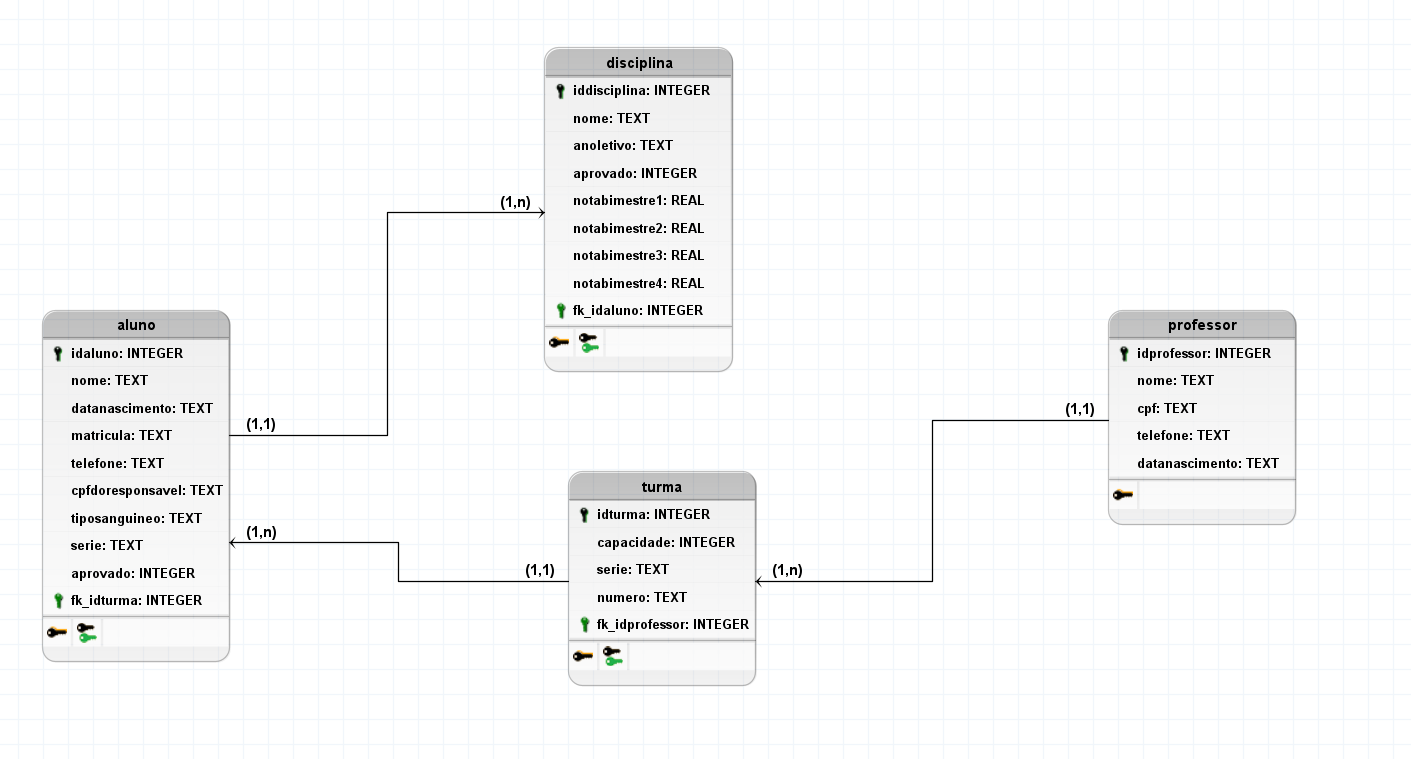 disciplina
iddisciplina: INTEGER
nome: TEXT
anoletivo: TEXT
aprovado: INTEGER
notabimestre1: REAL
notabimestre2: REAL
notabimestre3: REAL
notabimestre4: REAL
fk_idaluno: INTEGER
(1,n)
aluno
idaluno: INTEGER
nome: TEXT
datanascimento: TEXT
matricula: TEXT
telefone: TEXT
cpfdoresponsavel: TEXT
tiposanguineo: TEXT
serie: TEXT
aprovado: INTEGER
fk_idturma: INTEGER
(1,1)
(1,n)
turma
idturma: INTEGER
capacidade: INTEGER
serie: TEXT
numero: TEXT
fk_idprofessor: INTEGER
(1,1)
(1,n)
professor
idprofessor: INTEGER
nome: TEXT
cpf: TEXT
telefone: TEXT
datanascimento: TEXT
(1,1)